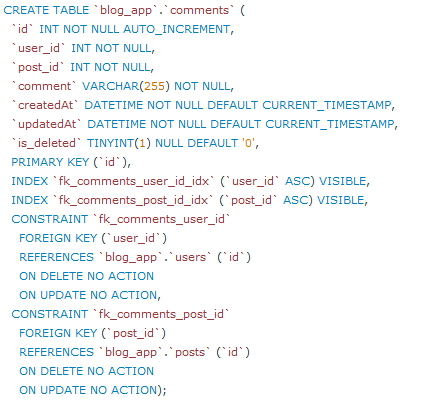 CREATE TABLE `blog_app`.`comments` (
`id` INT NOT NULL AUTO_INCREMENT,
`user_id` INT NOT NULL,
`post_id` INT NOT NULL,
`comment` VARCHAR(255) NOT NULL,
`createdAt` DATETIME NOT NULL DEFAULT CURRENT_TIMESTAMP,
`updatedAt` DATETIME NOT NULL DEFAULT CURRENT_TIMESTAMP,
`is_deleted` TINYINT(1) NULL DEFAULT '0',
PRIMARY KEY (`id`),
INDEX `fk_comments_user_id_idx` (`user_id` ASC) VISIBLE,
INDEX `fk_comments_post_id_idx` (`post_id` ASC) VISIBLE,
CONSTRAINT `fk_comments_user_id`
FOREIGN KEY (`user_id`)
REFERENCES `blog_app`.`users` (`id`)
ON DELETE NO ACTION
ON UPDATE NO ACTION,
CONSTRAINT `fk_comments_post_id`
FOREIGN KEY (`post_id`)
REFERENCES `blog_app`.`posts` (`id`)
ON DELETE NO ACTION
ON UPDATE NO ACTION);